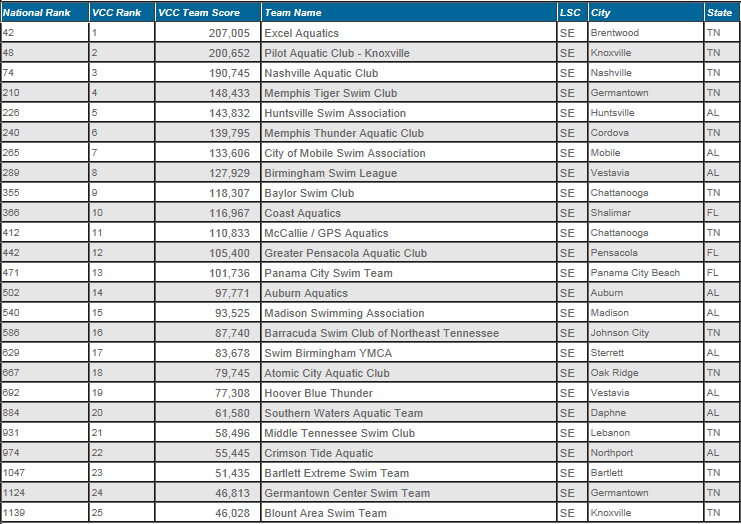 National Rank VCC Rank VCC Team Score Team Name LSC City State
42 1 207,005 Excel Aquatics SE Brentwood TN
48 2 200,652 Pilot Aquatic Club - Knoxville SE Knoxville TN
74 3 190,745 Nashville Aquatic Club SE Nashville TN
210 4 148,433 Memphis Tiger Swim Club SE Germantown TN
226 5 143,832 Huntsville Swim Association SE Huntsville AL
240 6 139,795 Memphis Thunder Aquatic Club SE Cordova TN
265 7 133,606 City of Mobile Swim Association SE Mobile AL
289 8 127,929 Birmingham Swim League SE Vestavia AL
355 9 118,307 Baylor Swim Club SE Chattanooga TN
366 10 116,967 Coast Aquatics SE Shalimar FL
412 11 110,833 McCallie / GPS Aquatics SE Chattanooga TN
442 12 105,400 Greater Pensacola Aquatic Club SE Pensacola FL
471 13 101,736 Panama City Swim Team SE Panama City Beach FL
502 14 97,771 Auburn Aquatics SE Auburn AL
540 15 93,525 Madison Swimming Association SE Madison AL
586 16 87,740 Barracuda Swim Club of Northeast Tennessee SE Johnson City TN
629 17 83,678 Swim Birmingham YMCA SE Sterrett AL
667 18 79,745 Atomic City Aquatic Club SE Oak Ridge TN
692 19 77,308 Hoover Blue Thunder SE Vestavia AL
884 20 61,580 Southern Waters Aquatic Team SE Daphne AL
931 21 58,496 Middle Tennessee Swim Club SE Lebanon TN
974 22 55,445 Crimson Tide Aquatic SE Northport AL
1047 23 51,435 Bartlett Extreme Swim Team SE Bartlett TN
1124 24 46,813 Germantown Center Swim Team SE Germantown TN
1139 25 46,028 Blount Area Swim Team SE Knoxville TN